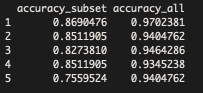 accuracy_subset accuracy_all
1 0.8690476 0.9702381
2 0.8511905 0.9404762
3 0.8273810 0.9464286
4 0.8511905 0.9345238
5 0.7559524 0.9404762